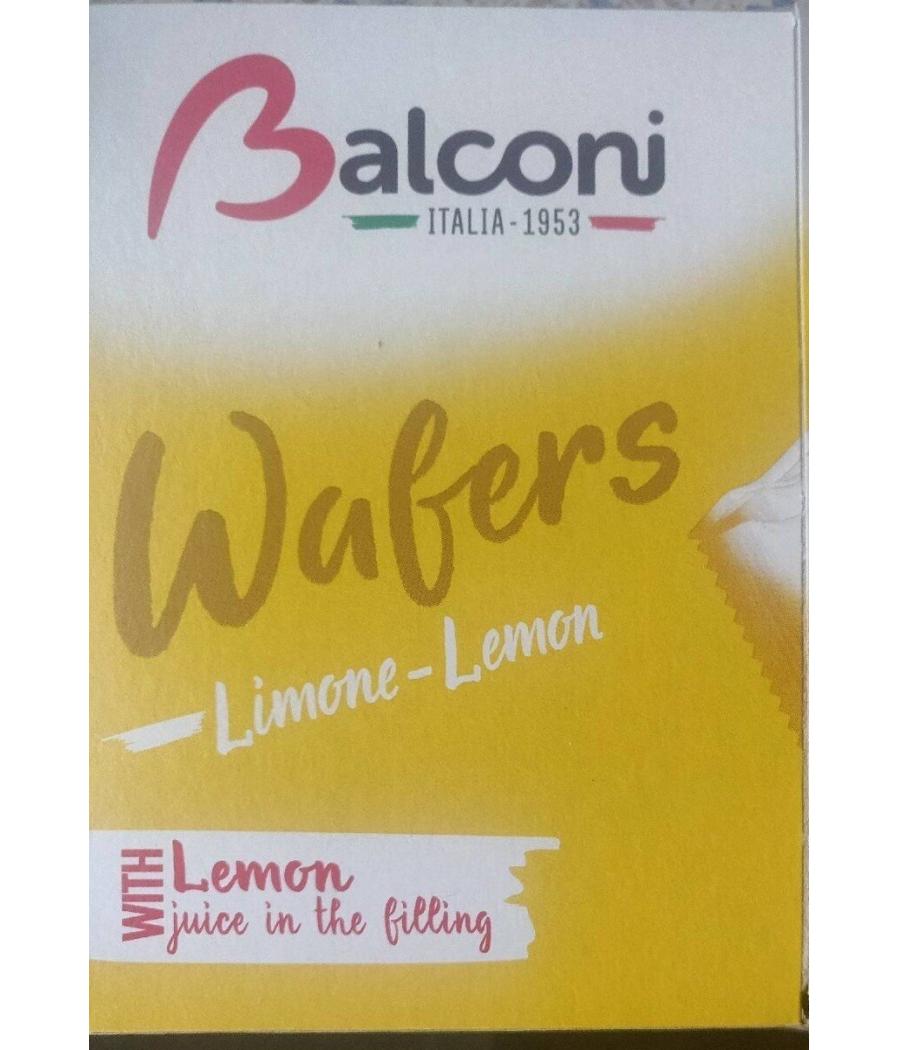 Balconi
ITALIA - 1953
Wafers
Limone - Lemon
WITH Lemon
juice in the filling